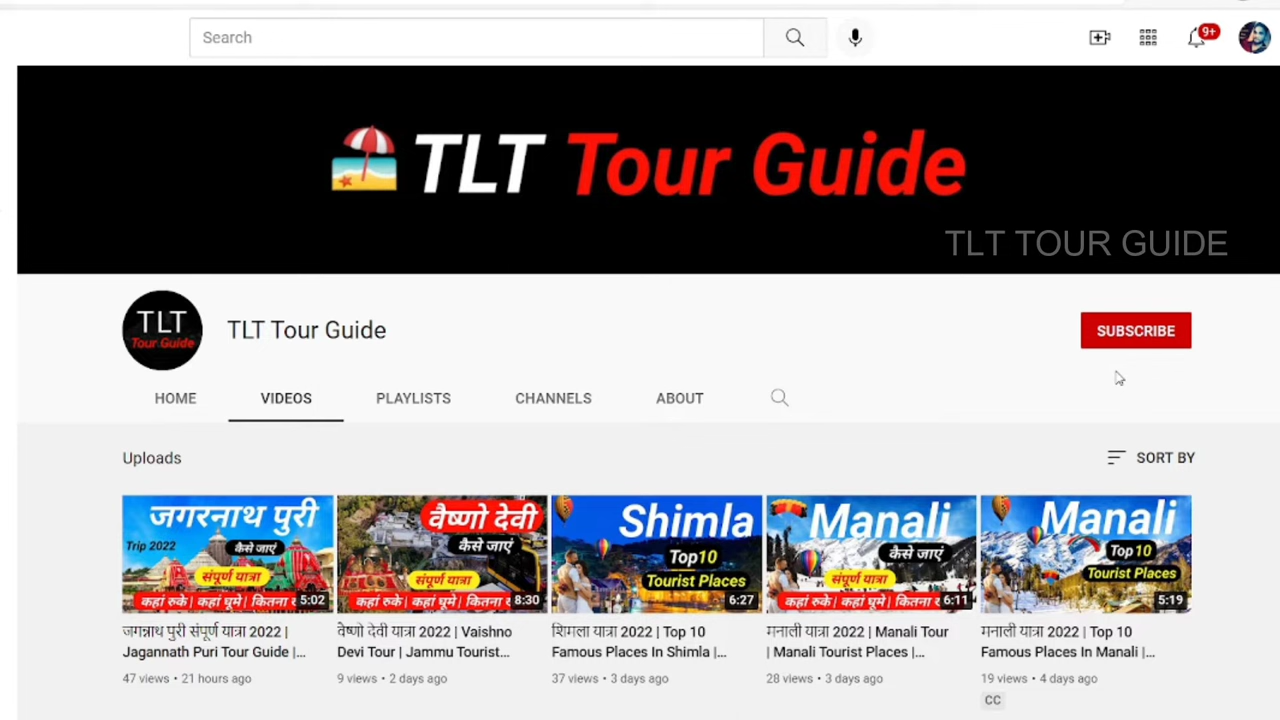 Search
9+
TLT Tour Guide
TLT TOUR GUIDE
TLT
Tour Guide
TLT Tour Guide
SUBSCRIBE
HOME VIDEOS PLAYLISTS CHANNELS ABOUT
Uploads
SORT BY
जगरनाथ पुरी
Trip 2022
कैसे जाएं
संपूर्ण यात्रा
कहां रुके | कहां घूमे | कितना
5:02
वैष्णो देवी
कैसे जाएं
संपूर्ण यात्रा
कहां रुके | कहां घूमे | कितना
8:30
Shimla
Top10
Tourist Places
6:27
Manali
कैसे जाएं
संपूर्ण यात्रा
कहां रुके | कहां घूमे | कितना
6:11
Manali
Top10
Tourist Places
5:19
जगन्नाथ पुरी संपूर्ण यात्रा 2022 |
Jagannath Puri Tour Guide |...
47 views • 21 hours ago
वैष्णो देवी यात्रा 2022 | Vaishno
Devi Tour | Jammu Tourist...
9 views • 2 days ago
शिमला यात्रा 2022 | Top 10
Famous Places In Shimla |...
37 views • 3 days ago
मनाली यात्रा 2022 | Manali Tour
| Manali Tourist Places |...
28 views • 3 days ago
मनाली यात्रा 2022 | Top 10
Famous Places In Manali |...
19 views • 4 days ago
CC